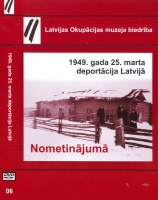 Latvijas Okupācijas muzeja biedrība
1949. gada 25. marta
deportācija Latvijā
Nometinājumā
1949. gada 25. marta deportācija Latvijā
DVD
06